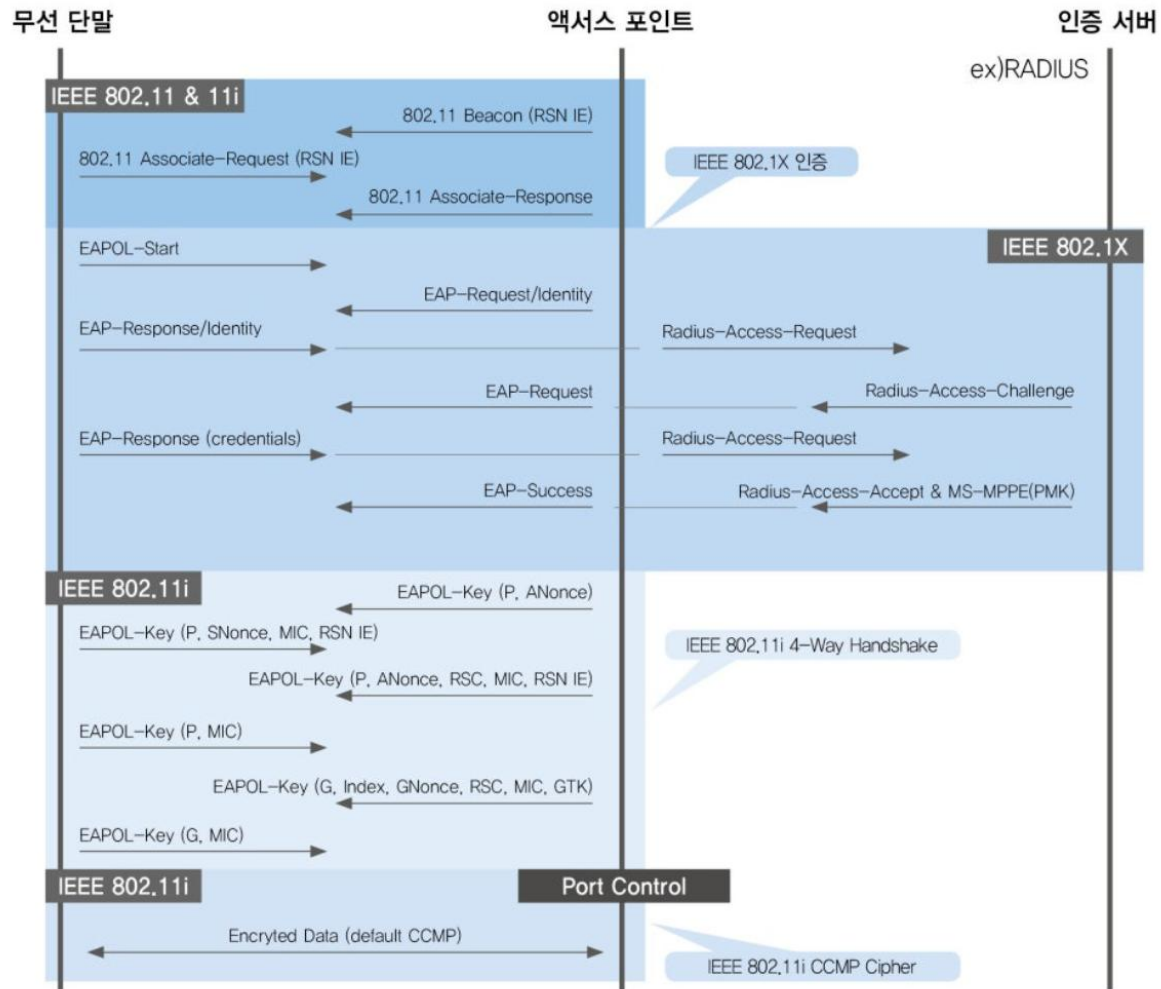 무선 단말
액서스 포인트
인증 서버
ex)RADIUS
IEEE 802.11 & 11i
802.11 Beacon (RSN IE)
802.11 Associate-Request (RSN IE)
IEEE 802.1X 인증
802.11 Associate-Response
EAPOL-Start
IEEE 802.1X
EAP-Request/Identity
EAP-Response/Identity
Radius-Access-Request
EAP-Request
Radius-Access-Challenge
EAP-Response (credentials)
Radius-Access-Request
EAP-Success
Radius-Access-Accept & MS-MPPE(PMK)
IEEE 802.11i
EAPOL-Key (P, ANonce)
EAPOL-Key (P, SNonce, MIC, RSN IE)
IEEE 802.11i 4-Way Handshake
EAPOL-Key (P, ANonce, RSC, MIC, RSN IE)
EAPOL-Key (P, MIC)
EAPOL-Key (G, Index, GNonce, RSC, MIC, GTK)
EAPOL-Key (G, MIC)
IEEE 802.11i
Port Control
Encryted Data (default CCMP)
IEEE 802.11i CCMP Cipher